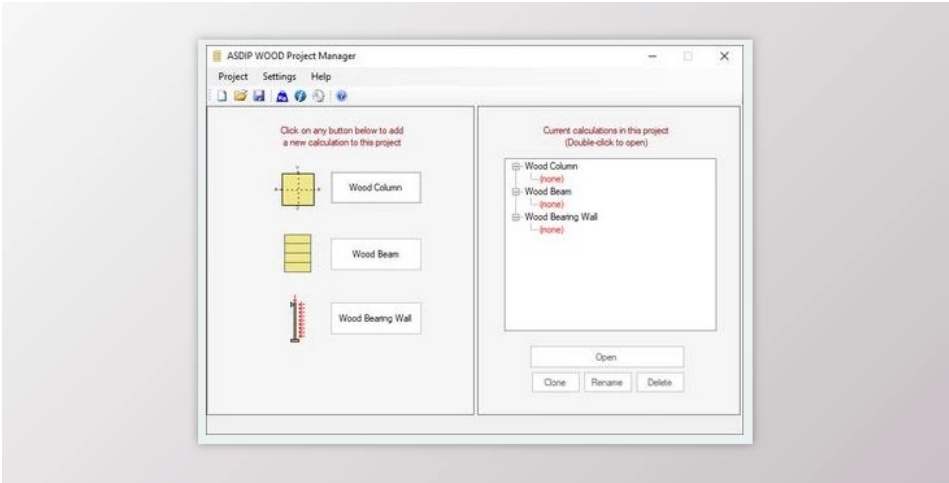 ASDIP WOOD Project Manager
Project Settings Help
Click on any button below to add
a new calculation to this project
Wood Column
Wood Beam
Wood Bearing Wall
Current calculations in this project
(Double-click to open)
Wood Column
(none)
Wood Beam
(none)
Wood Bearing Wall
(none)
Open
Clone Rename Delete